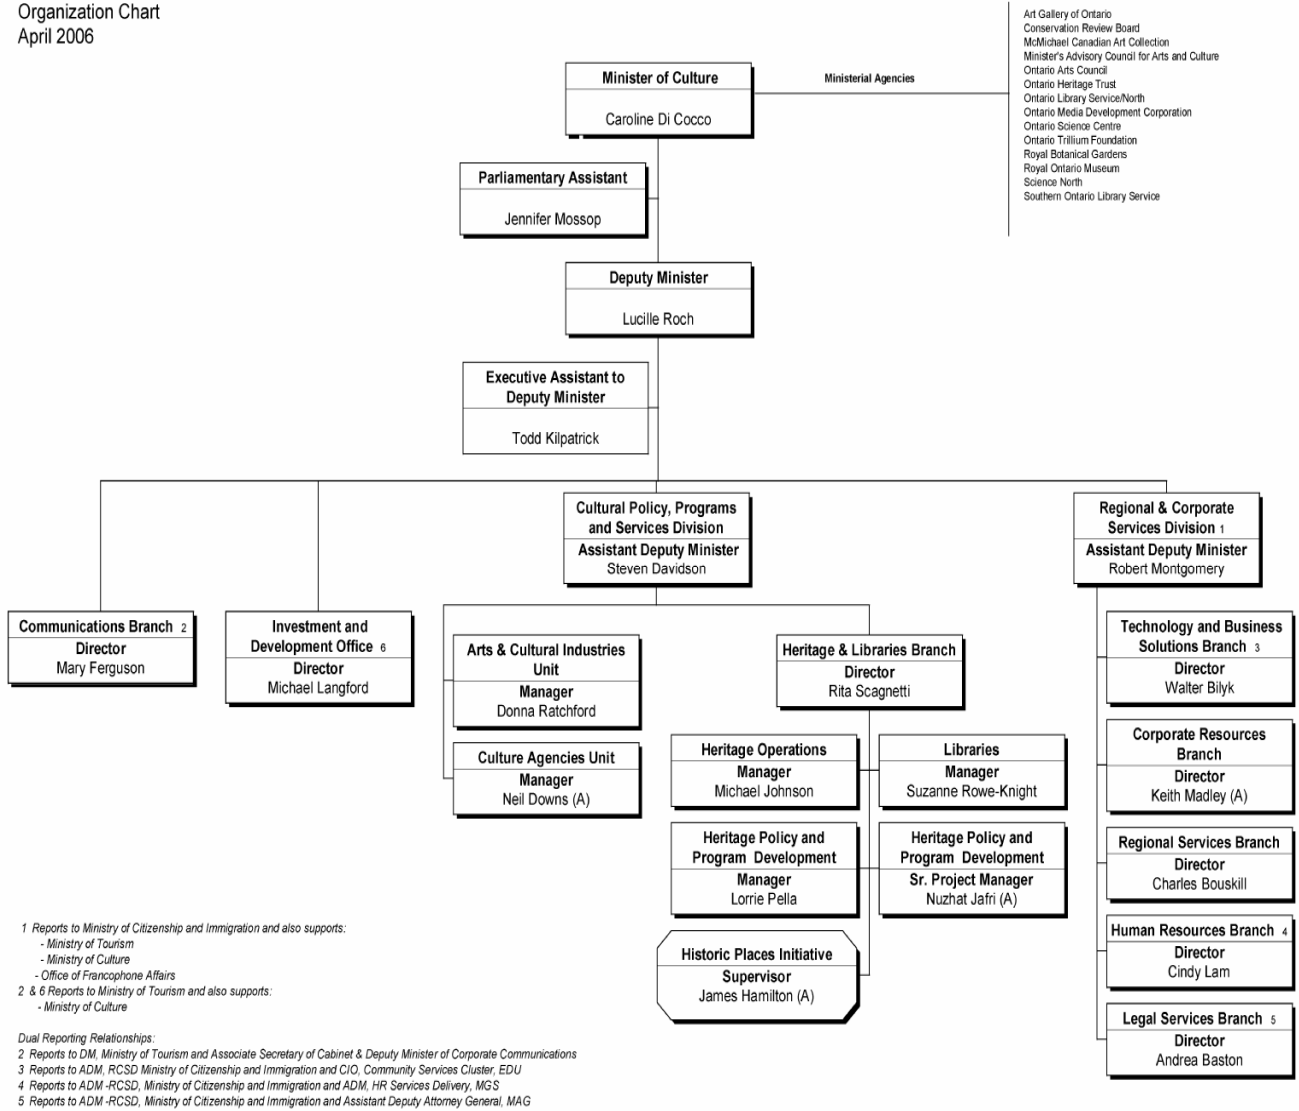 Organization Chart
April 2006
Art Gallery of Ontario
Conservation Review Board
McMichael Canadian Art Collection
Minister's Advisory Council for Arts and Culture
Ontario Arts Council
Ontario Heritage Trust
Ontario Library Service/North
Ontario Media Development Corporation
Ontario Science Centre
Ontario Trillium Foundation
Royal Botanical Gardens
Royal Ontario Museum
Science North
Southern Ontario Library Service
Ministerial Agencies
Minister of Culture
Caroline Di Cocco
Parliamentary Assistant
Jennifer Mossop
Deputy Minister
Lucille Roch
Executive Assistant to
Deputy Minister
Todd Kilpatrick
Cultural Policy, Programs
and Services Division
Assistant Deputy Minister
Steven Davidson
Regional & Corporate
Services Division 1
Assistant Deputy Minister
Robert Montgomery
Communications Branch 2
Director
Mary Ferguson
Investment and
Development Office 6
Director
Michael Langford
Arts & Cultural Industries
Unit
Manager
Donna Ratchford
Culture Agencies Unit
Manager
Neil Downs (A)
Heritage & Libraries Branch
Director
Rita Scagnetti
Heritage Operations
Manager
Michael Johnson
Libraries
Manager
Suzanne Rowe-Knight
Heritage Policy and
Program Development
Manager
Lorrie Pella
Heritage Policy and
Program Development
Sr. Project Manager
Nuzhat Jafri (A)
Historic Places Initiative
Supervisor
James Hamilton (A)
Technology and Business
Solutions Branch 3
Director
Walter Bilyk
Corporate Resources
Branch
Director
Keith Madley (A)
Regional Services Branch
Director
Charles Bouskill
Human Resources Branch 4
Director
Cindy Lam
Legal Services Branch 5
Director
Andrea Baston
1 Reports to Ministry of Citizenship and Immigration and also supports:
- Ministry of Tourism
- Ministry of Culture
- Office of Francophone Affairs
2 & 6 Reports to Ministry of Tourism and also supports:
- Ministry of Culture
Dual Reporting Relationships:
2 Reports to DM, Ministry of Tourism and Associate Secretary of Cabinet & Deputy Minister of Corporate Communications
3 Reports to ADM, RCSD Ministry of Citizenship and Immigration and CIO, Community Services Cluster, EDU
4 Reports to ADM -RCSD, Ministry of Citizenship and Immigration and ADM, HR Services Delivery, MGS
5 Reports to ADM -RCSD, Ministry of Citizenship and Immigration and Assistant Deputy Attorney General, MAG